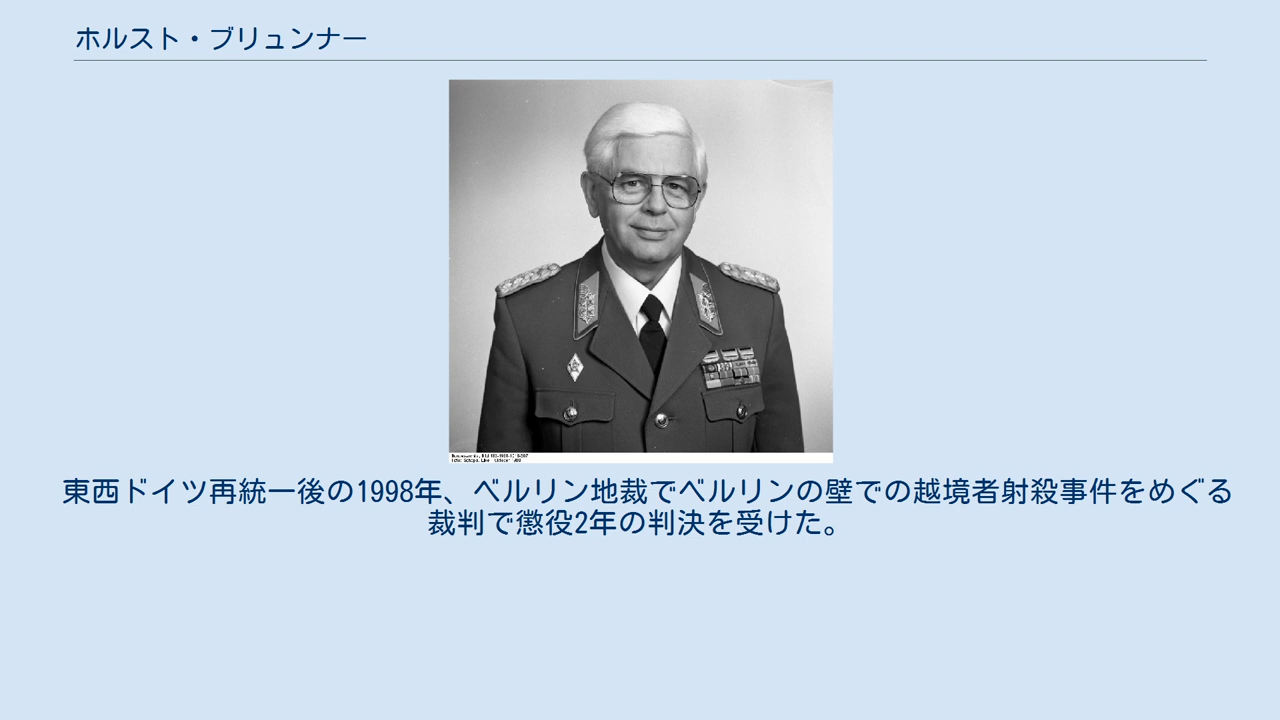 ホルスト・ブリュンナー
東西ドイツ再統一後の1998年、ベルリン地裁でベルリンの壁での越境者射殺事件をめぐる
裁判で懲役2年の判決を受けた。